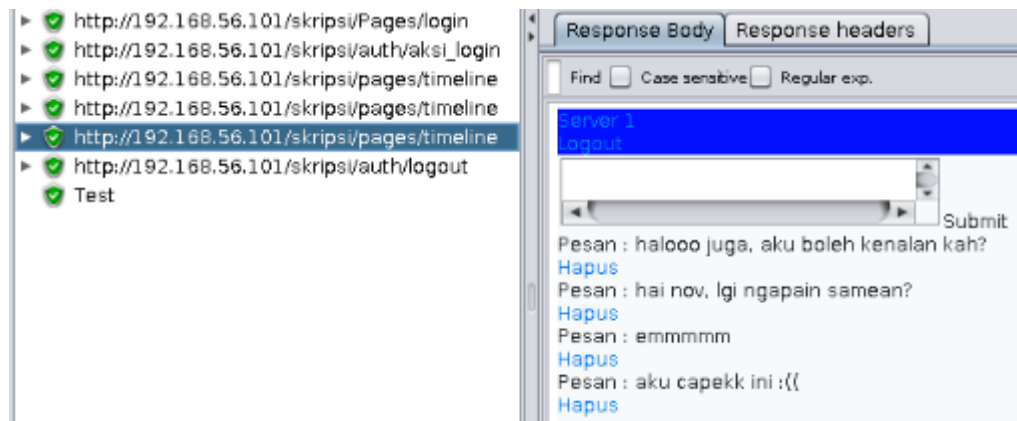 http://192.168.56.101/skripsi/Pages/login
http://192.168.56.101/skripsi/auth/aksi_login
http://192.168.56.101/skripsi/pages/timeline
http://192.168.56.101/skripsi/pages/timeline
http://192.168.56.101/skripsi/pages/timeline
http://192.168.56.101/skripsi/auth/logout
Test
Response Body Response headers
Find Case sensitive Regular exp.
Server 1
Logout
Submit
Pesan : halooo juga, aku boleh kenalan kah?
Hapus
Pesan : hai nov, lgi ngapain samean?
Hapus
Pesan : emmmmm
Hapus
Pesan : aku capekk ini :((
Hapus